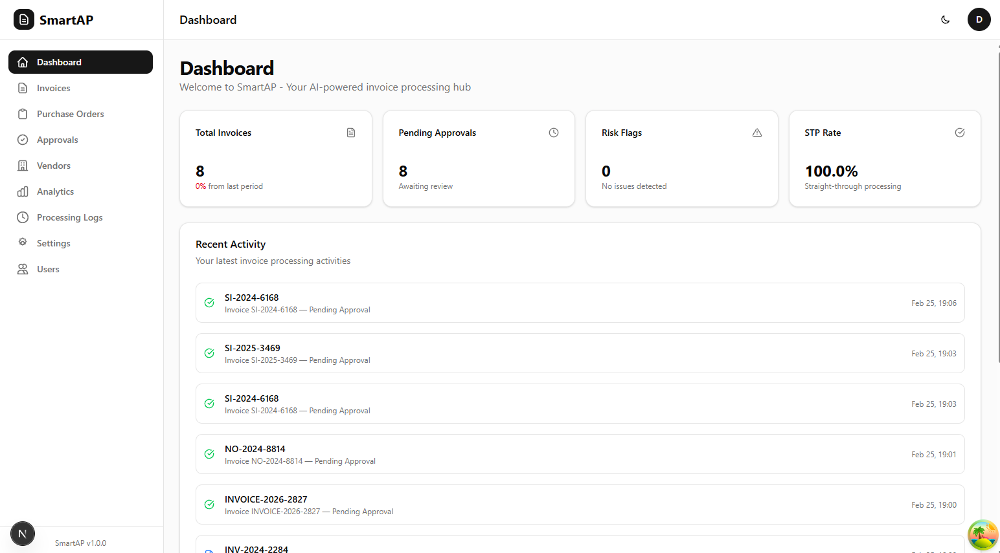 SmartAP
Dashboard
D
Dashboard
Invoices
Purchase Orders
Approvals
Vendors
Analytics
Processing Logs
Settings
Users
N
SmartAP v1.0.0
Dashboard
Welcome to SmartAP - Your AI-powered invoice processing hub
Total Invoices
8
0% from last period
Pending Approvals
8
Awaiting review
Risk Flags
0
No issues detected
STP Rate
100.0%
Straight-through processing
Recent Activity
Your latest invoice processing activities
SI-2024-6168
Invoice SI-2024-6168 — Pending Approval
Feb 25, 19:06
SI-2025-3469
Invoice SI-2025-3469 — Pending Approval
Feb 25, 19:03
SI-2024-6168
Invoice SI-2024-6168 — Pending Approval
Feb 25, 19:03
NO-2024-8814
Invoice NO-2024-8814 — Pending Approval
Feb 25, 19:01
INVOICE-2026-2827
Invoice INVOICE-2026-2827 — Pending Approval
Feb 25, 19:00
INV-2024-2284